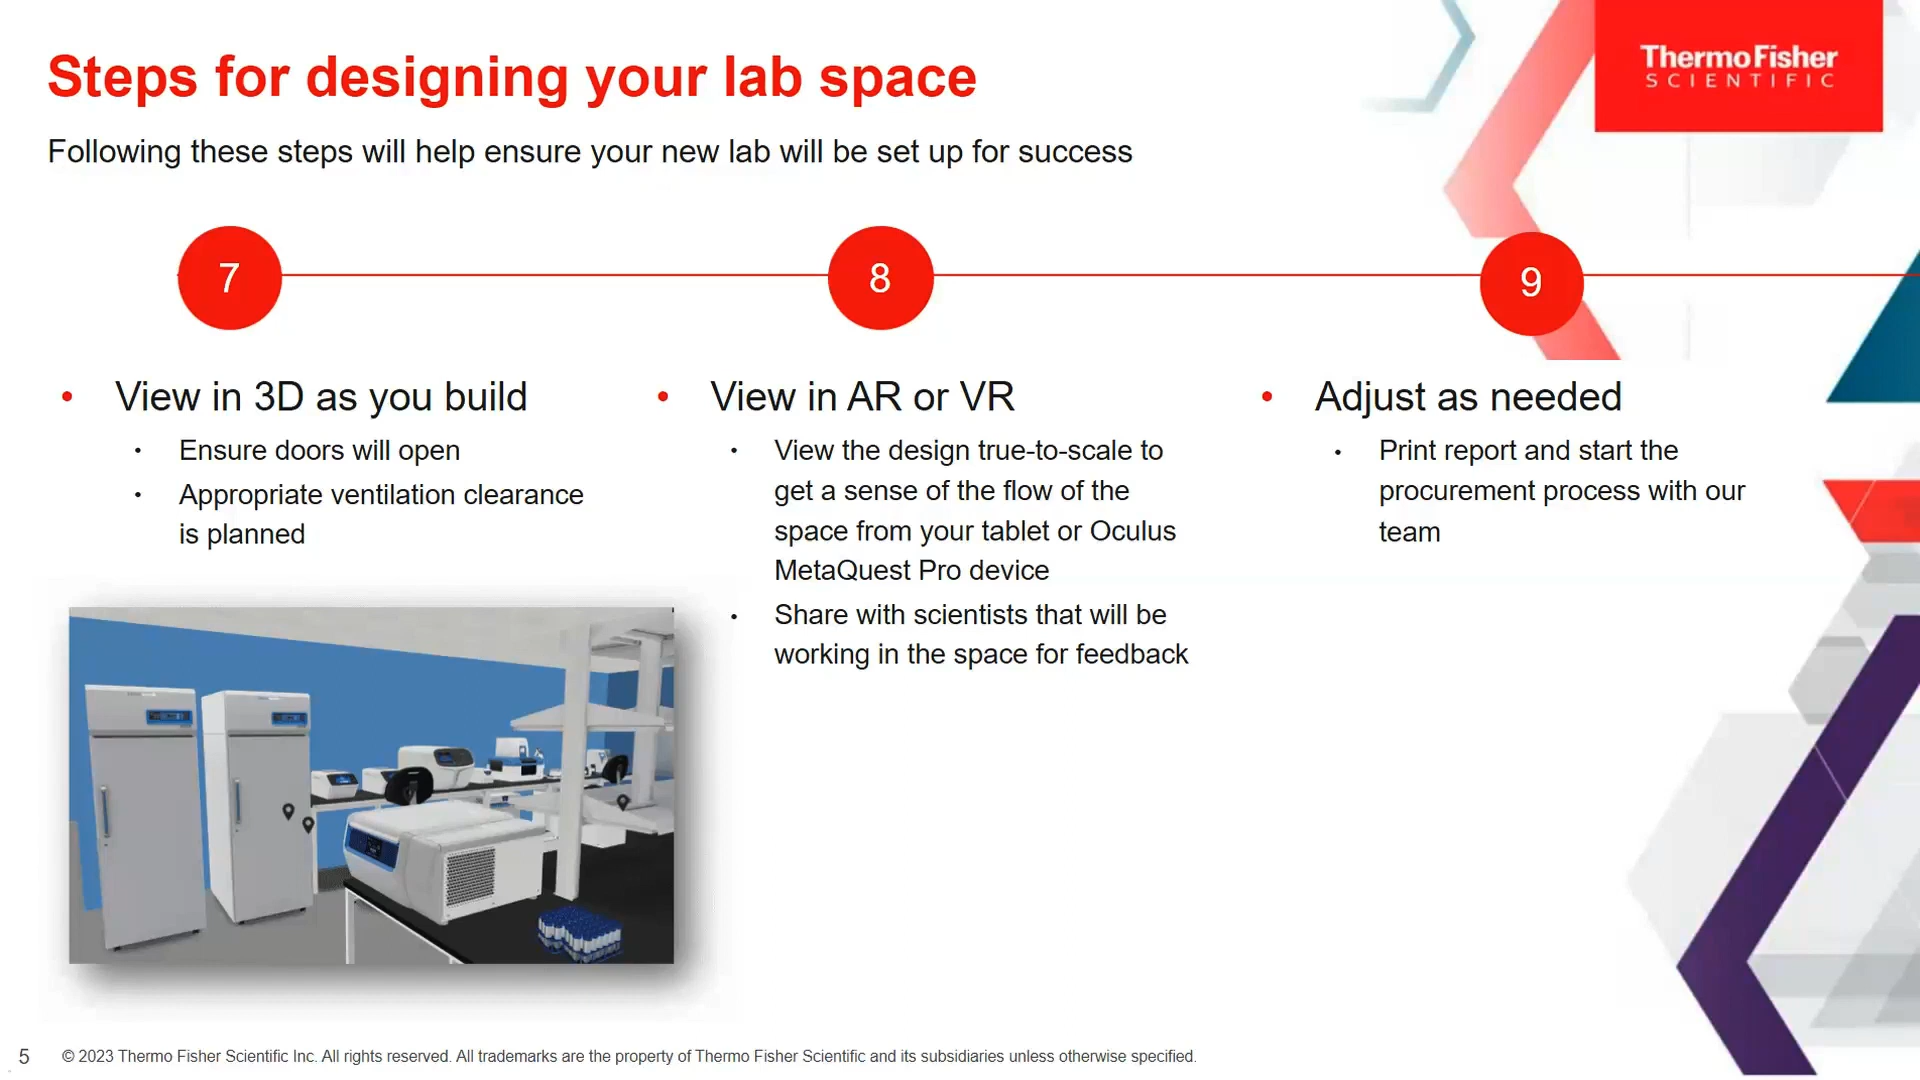 Steps for designing your lab space
ThermoFisher
SCIENTIFIC
Following these steps will help ensure your new lab will be set up for success
7
8
9
• View in 3D as you build
• Ensure doors will open
• Appropriate ventilation clearance
is planned
• View in AR or VR
• View the design true-to-scale to
get a sense of the flow of the
space from your tablet or Oculus
MetaQuest Pro device
• Share with scientists that will be
working in the space for feedback
• Adjust as needed
• Print report and start the
procurement process with our
team
5
© 2023 Thermo Fisher Scientific Inc. All rights reserved. All trademarks are the property of Thermo Fisher Scientific and its subsidiaries unless otherwise specified.